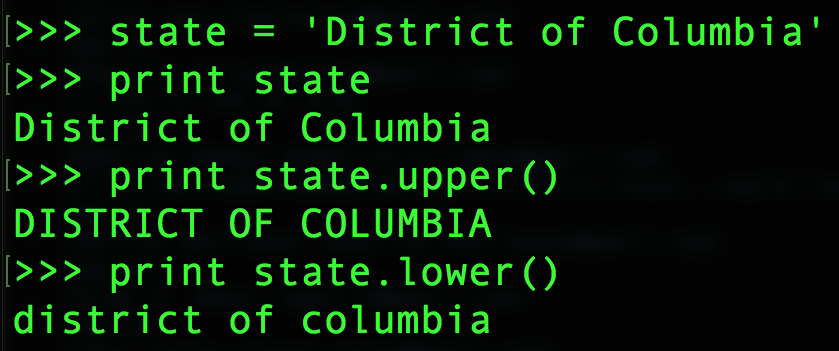 [>>> state = 'District of Columbia'
[>>> print state
District of Columbia
[>>> print state.upper()
DISTRICT OF COLUMBIA
[>>> print state.lower()
district of columbia